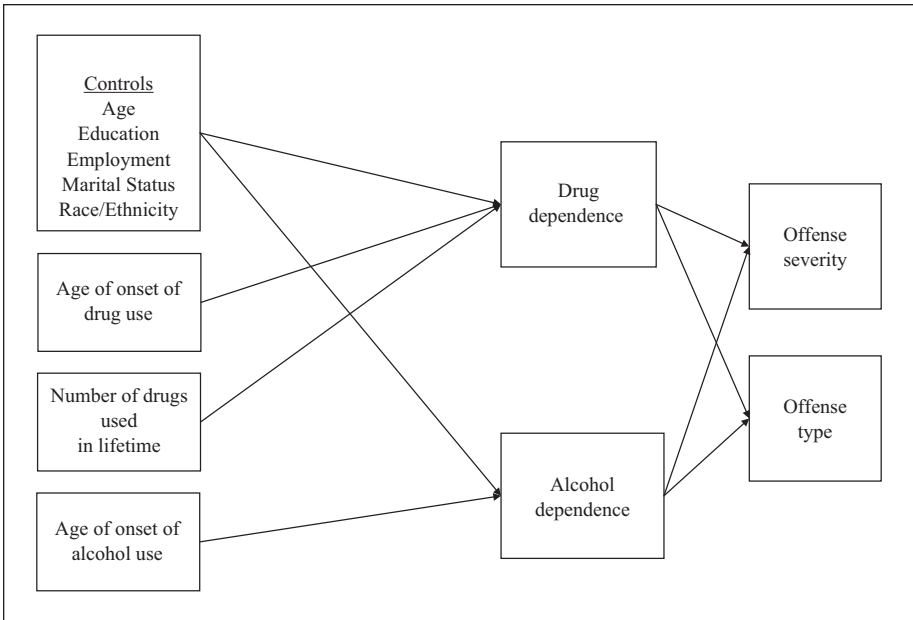 Controls
Age
Education
Employment
Marital Status
Race/Ethnicity
Age of onset of
drug use
Number of drugs
used
in lifetime
Age of onset of
alcohol use
Drug
dependence
Alcohol
dependence
Offense
severity
Offense
type